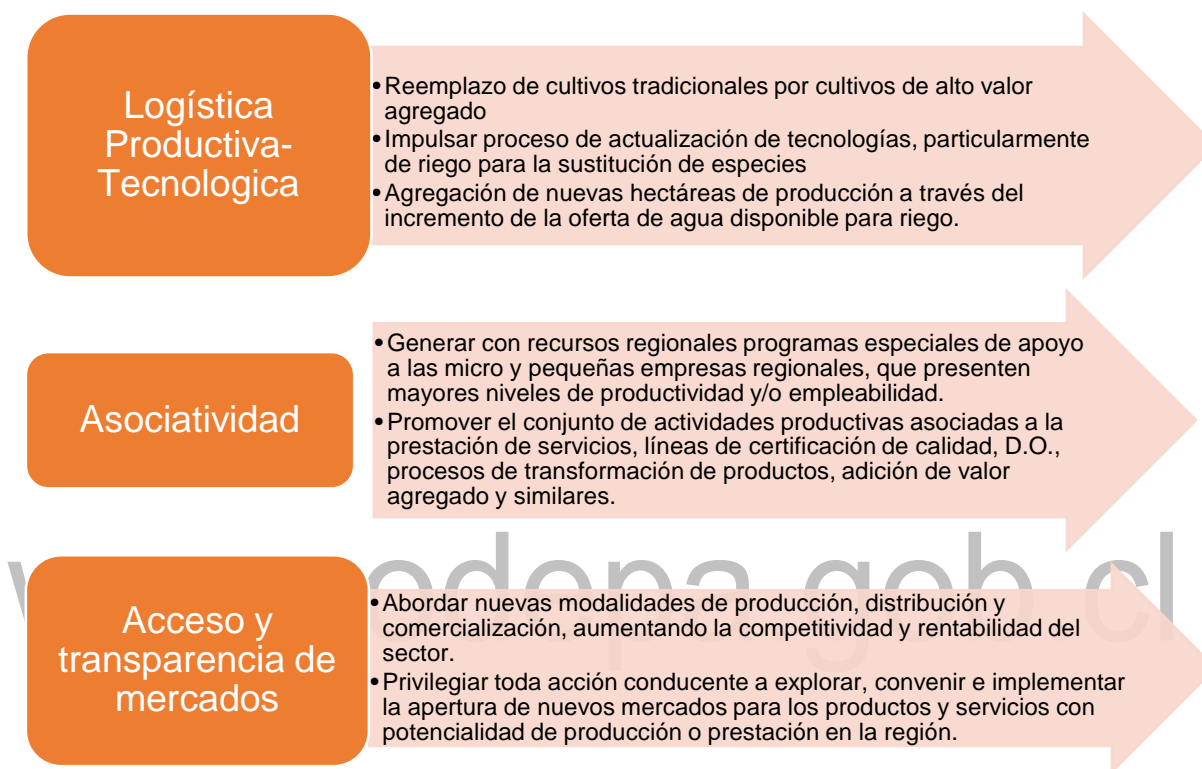 Logística
Productiva-
Tecnologica
•Reemplazo de cultivos tradicionales por cultivos de alto valor
agregado
•Impulsar proceso de actualización de tecnologías, particularmente
de riego para la sustitución de especies
•Agregación de nuevas hectáreas de producción a través del
incremento de la oferta de agua disponible para riego.
Asociatividad
•Generar con recursos regionales programas especiales de apoyo
a las micro y pequeñas empresas regionales, que presenten
mayores niveles de productividad y/o empleabilidad.
•Promover el conjunto de actividades productivas asociadas a la
prestación de servicios, líneas de certificación de calidad, D.O.,
procesos de transformación de productos, adición de valor
agregado y similares.
Acceso y
transparencia de
mercados
•Abordar nuevas modalidades de producción, distribución y
comercialización, aumentando la competitividad y rentabilidad del
sector.
•Privilegiar toda acción conducente a explorar, convenir e implementar
la apertura de nuevos mercados para los productos y servicios con
potencialidad de producción o prestación en la región.
odepa.gob.cl